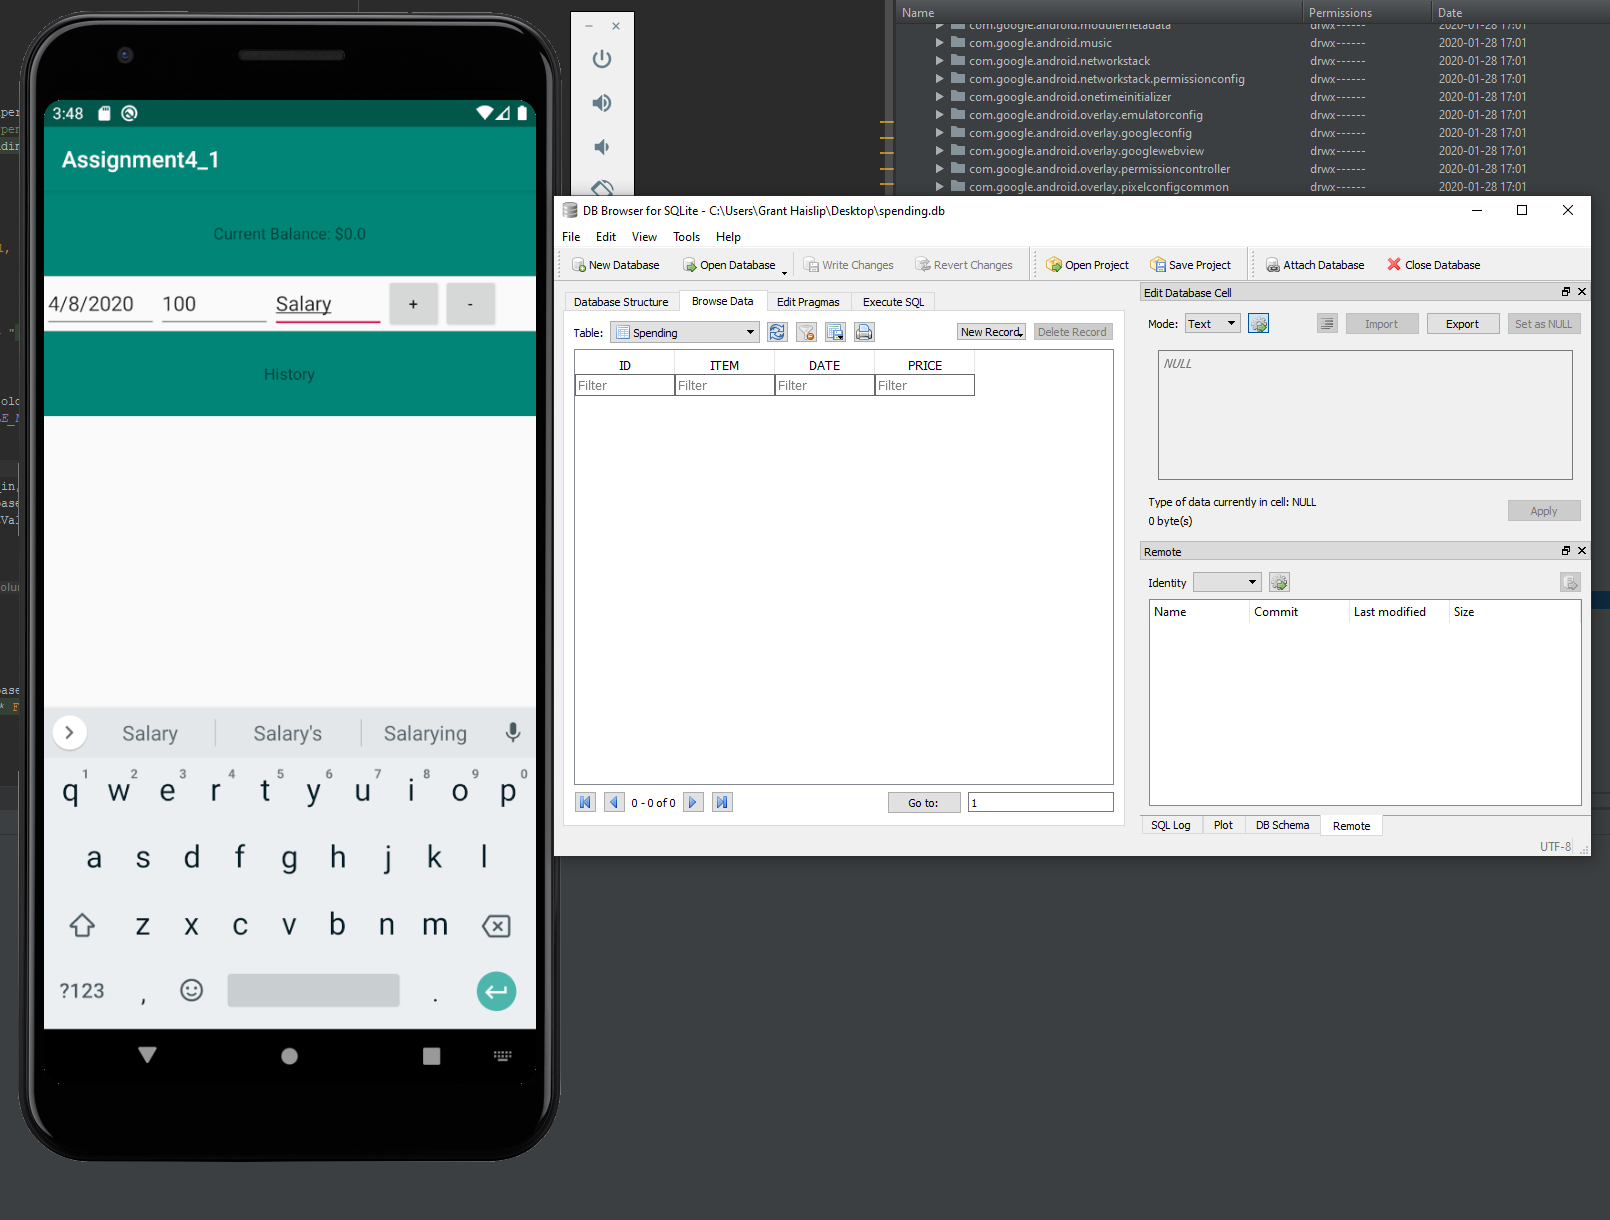 Name Permissions Date
com.google.android.modulemetadata drwx------ 2020-01-28 17:01
com.google.android.music drwx------ 2020-01-28 17:01
com.google.android.networkstack drwx------ 2020-01-28 17:01
com.google.android.networkstack.permissionconfig drwx------ 2020-01-28 17:01
com.google.android.onetimeinitializer drwx------ 2020-01-28 17:01
com.google.android.overlay.emulatorconfig drwx------ 2020-01-28 17:01
com.google.android.overlay.googleconfig drwx------ 2020-01-28 17:01
com.google.android.overlay.googlewebview drwx------ 2020-01-28 17:01
com.google.android.overlay.permissioncontroller drwx------ 2020-01-28 17:01
com.google.android.overlay.pixelconfigcommon drwx------ 2020-01-28 17:01
3:48
Assignment4_1
Current Balance: $0.0
4/8/2020 100 Salary + -
History
Salary Salary's Salarying
q1 w2 e3 r4 t5 y6 u7 i8 o9 p0
a s d f g h j k l
z x c v b n m
?123 , .
DB Browser for SQLite - C:\Users\Grant Haislip\Desktop\spending.db
File Edit View Tools Help
New Database Open Database Write Changes Revert Changes Open Project Save Project Attach Database Close Database
Database Structure Browse Data Edit Pragmas Execute SQL
Table: Spending New Record Delete Record
ID ITEM DATE PRICE
Filter Filter Filter Filter
0 - 0 of 0 Go to: 1
Edit Database Cell
Mode: Text Import Export Set as NULL
NULL
Type of data currently in cell: NULL
0 byte(s)
Apply
Remote
Identity
Name Commit Last modified Size
SQL Log Plot DB Schema Remote
UTF-8